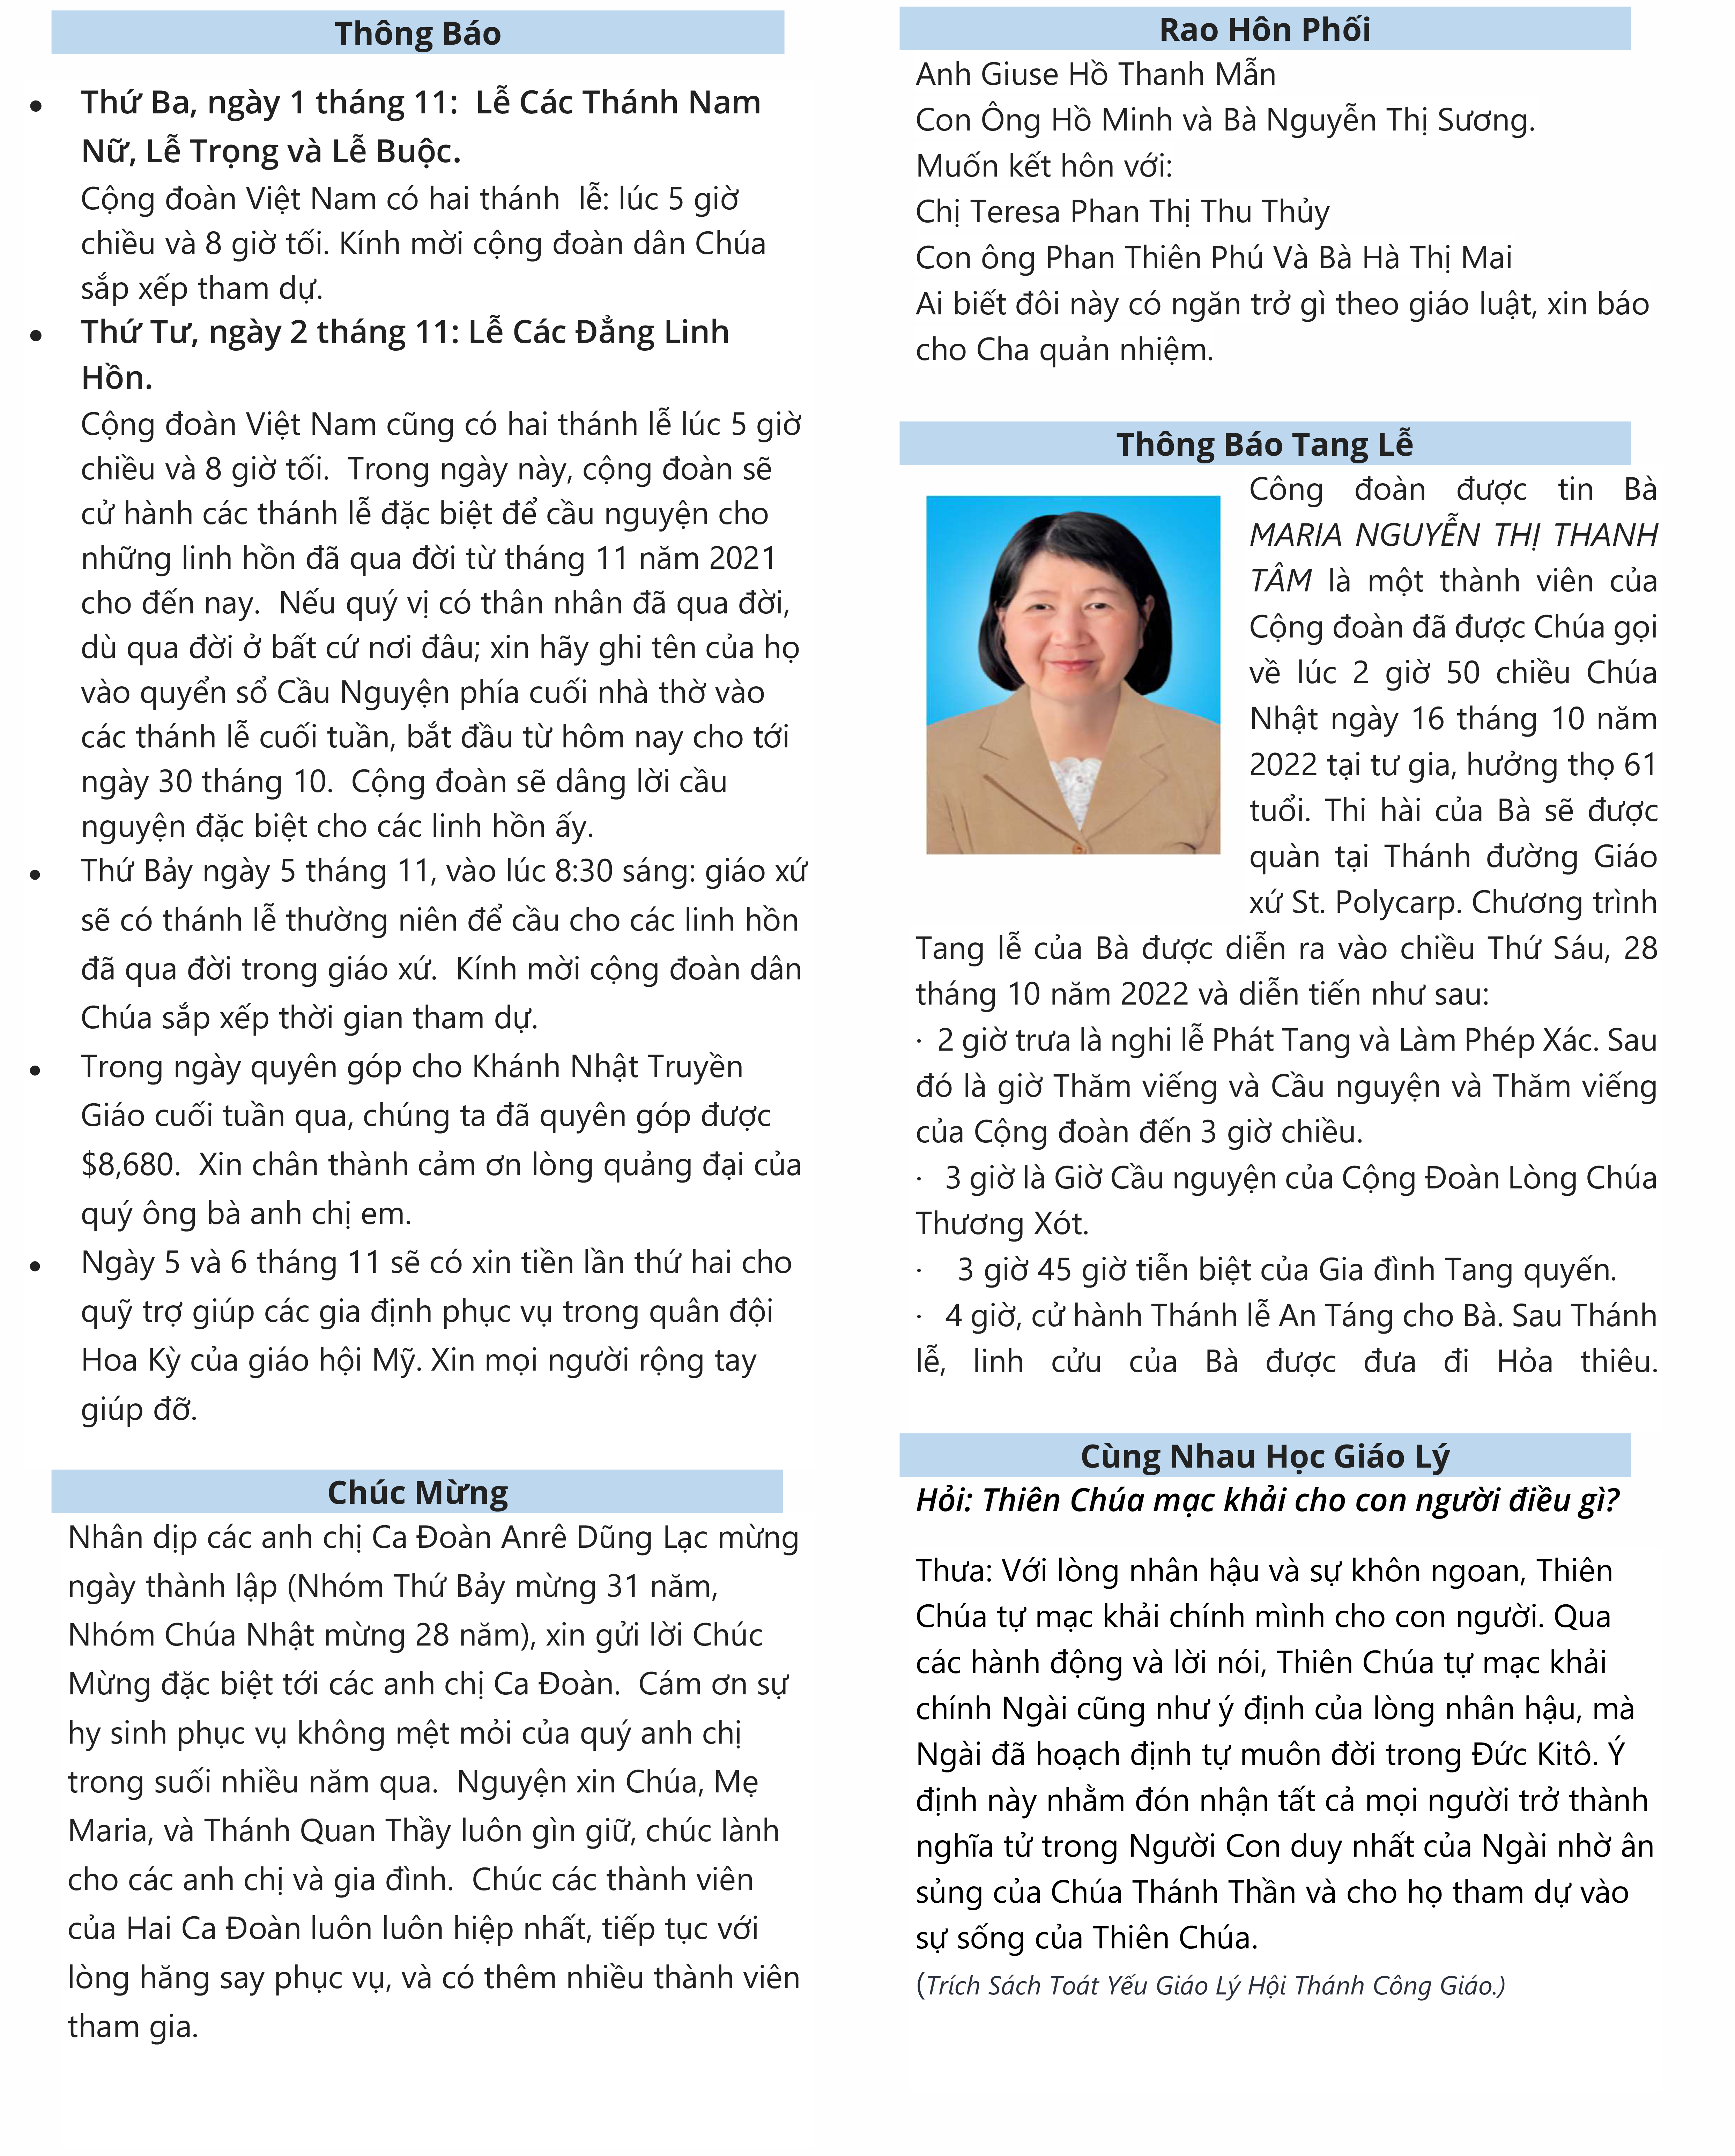 Thông Báo
● Thứ Ba, ngày 1 tháng 11:  Lễ Các Thánh Nam
Nữ, Lễ Trọng và Lễ Buộc.
Cộng đoàn Việt Nam có hai thánh  lễ: lúc 5 giờ
chiều và 8 giờ tối. Kính mời cộng đoàn dân Chúa
sắp xếp tham dự.
● Thứ Tư, ngày 2 tháng 11: Lễ Các Đẳng Linh
Hồn.
Cộng đoàn Việt Nam cũng có hai thánh lễ lúc 5 giờ
chiều và 8 giờ tối.  Trong ngày này, cộng đoàn sẽ
cử hành các thánh lễ đặc biệt để cầu nguyện cho
những linh hồn đã qua đời từ tháng 11 năm 2021
cho đến nay.  Nếu quý vị có thân nhân đã qua đời,
dù qua đời ở bất cứ nơi đâu; xin hãy ghi tên của họ
vào quyển sổ Cầu Nguyện phía cuối nhà thờ vào
các thánh lễ cuối tuần, bắt đầu từ hôm nay cho tới
ngày 30 tháng 10.  Cộng đoàn sẽ dâng lời cầu
nguyện đặc biệt cho các linh hồn ấy.
● Thứ Bảy ngày 5 tháng 11, vào lúc 8:30 sáng: giáo xứ
sẽ có thánh lễ thường niên để cầu cho các linh hồn
đã qua đời trong giáo xứ.  Kính mời cộng đoàn dân
Chúa sắp xếp thời gian tham dự.
● Trong ngày quyên góp cho Khánh Nhật Truyền
Giáo cuối tuần qua, chúng ta đã quyên góp được
$8,680.  Xin chân thành cảm ơn lòng quảng đại của
quý ông bà anh chị em.
● Ngày 5 và 6 tháng 11 sẽ có xin tiền lần thứ hai cho
quỹ trợ giúp các gia định phục vụ trong quân đội
Hoa Kỳ của giáo hội Mỹ. Xin mọi người rộng tay
giúp đỡ.
Chúc Mừng
Nhân dịp các anh chị Ca Đoàn Anrê Dũng Lạc mừng
ngày thành lập (Nhóm Thứ Bảy mừng 31 năm,
Nhóm Chúa Nhật mừng 28 năm), xin gửi lời Chúc
Mừng đặc biệt tới các anh chị Ca Đoàn.  Cám ơn sự
hy sinh phục vụ không mệt mỏi của quý anh chị
trong suối nhiều năm qua.  Nguyện xin Chúa, Mẹ
Maria, và Thánh Quan Thầy luôn gìn giữ, chúc lành
cho các anh chị và gia đình.  Chúc các thành viên
của Hai Ca Đoàn luôn luôn hiệp nhất, tiếp tục với
lòng hăng say phục vụ, và có thêm nhiều thành viên
tham gia.
Rao Hôn Phối
Anh Giuse Hồ Thanh Mẫn
Con Ông Hồ Minh và Bà Nguyễn Thị Sương.
Muốn kết hôn với:
Chị Teresa Phan Thị Thu Thủy
Con ông Phan Thiên Phú Và Bà Hà Thị Mai
Ai biết đôi này có ngăn trở gì theo giáo luật, xin báo
cho Cha quản nhiệm.
Thông Báo Tang Lễ
Công đoàn được tin Bà
MARIA NGUYỄN THỊ THANH
TÂM là một thành viên của
Cộng đoàn đã được Chúa gọi
về lúc 2 giờ 50 chiều Chúa
Nhật ngày 16 tháng 10 năm
2022 tại tư gia, hưởng thọ 61
tuổi. Thi hài của Bà sẽ được
quàn tại Thánh đường Giáo
xứ St. Polycarp. Chương trình
Tang lễ của Bà được diễn ra vào chiều Thứ Sáu, 28
tháng 10 năm 2022 và diễn tiến như sau:
· 2 giờ trưa là nghi lễ Phát Tang và Làm Phép Xác. Sau
đó là giờ Thăm viếng và Cầu nguyện và Thăm viếng
của Cộng đoàn đến 3 giờ chiều.
· 3 giờ là Giờ Cầu nguyện của Cộng Đoàn Lòng Chúa
Thương Xót.
· 3 giờ 45 giờ tiễn biệt của Gia đình Tang quyến.
· 4 giờ, cử hành Thánh lễ An Táng cho Bà. Sau Thánh
lễ, linh cửu của Bà được đưa đi Hỏa thiêu.
Cùng Nhau Học Giáo Lý
Hỏi: Thiên Chúa mạc khải cho con người điều gì?
Thưa: Với lòng nhân hậu và sự khôn ngoan, Thiên
Chúa tự mạc khải chính mình cho con người. Qua
các hành động và lời nói, Thiên Chúa tự mạc khải
chính Ngài cũng như ý định của lòng nhân hậu, mà
Ngài đã hoạch định tự muôn đời trong Đức Kitô. Ý
định này nhằm đón nhận tất cả mọi người trở thành
nghĩa tử trong Người Con duy nhất của Ngài nhờ ân
sủng của Chúa Thánh Thần và cho họ tham dự vào
sự sống của Thiên Chúa.
(Trích Sách Toát Yếu Giáo Lý Hội Thánh Công Giáo.)